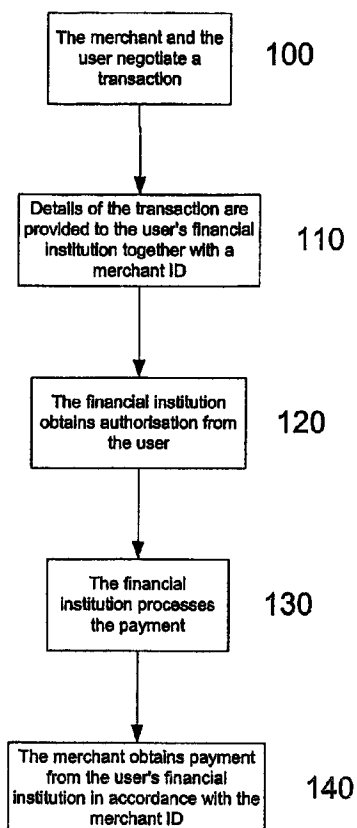 The merchant and the
user negotiate a
transaction
100
Details of the transaction are
provided to the user's financial
institution together with a
merchant ID
110
The financial institution
obtains authorisation from
the user
120
The financial
institution processes
the payment
130
The merchant obtains payment
from the user's financial
institution in accordance with the
merchant ID
140